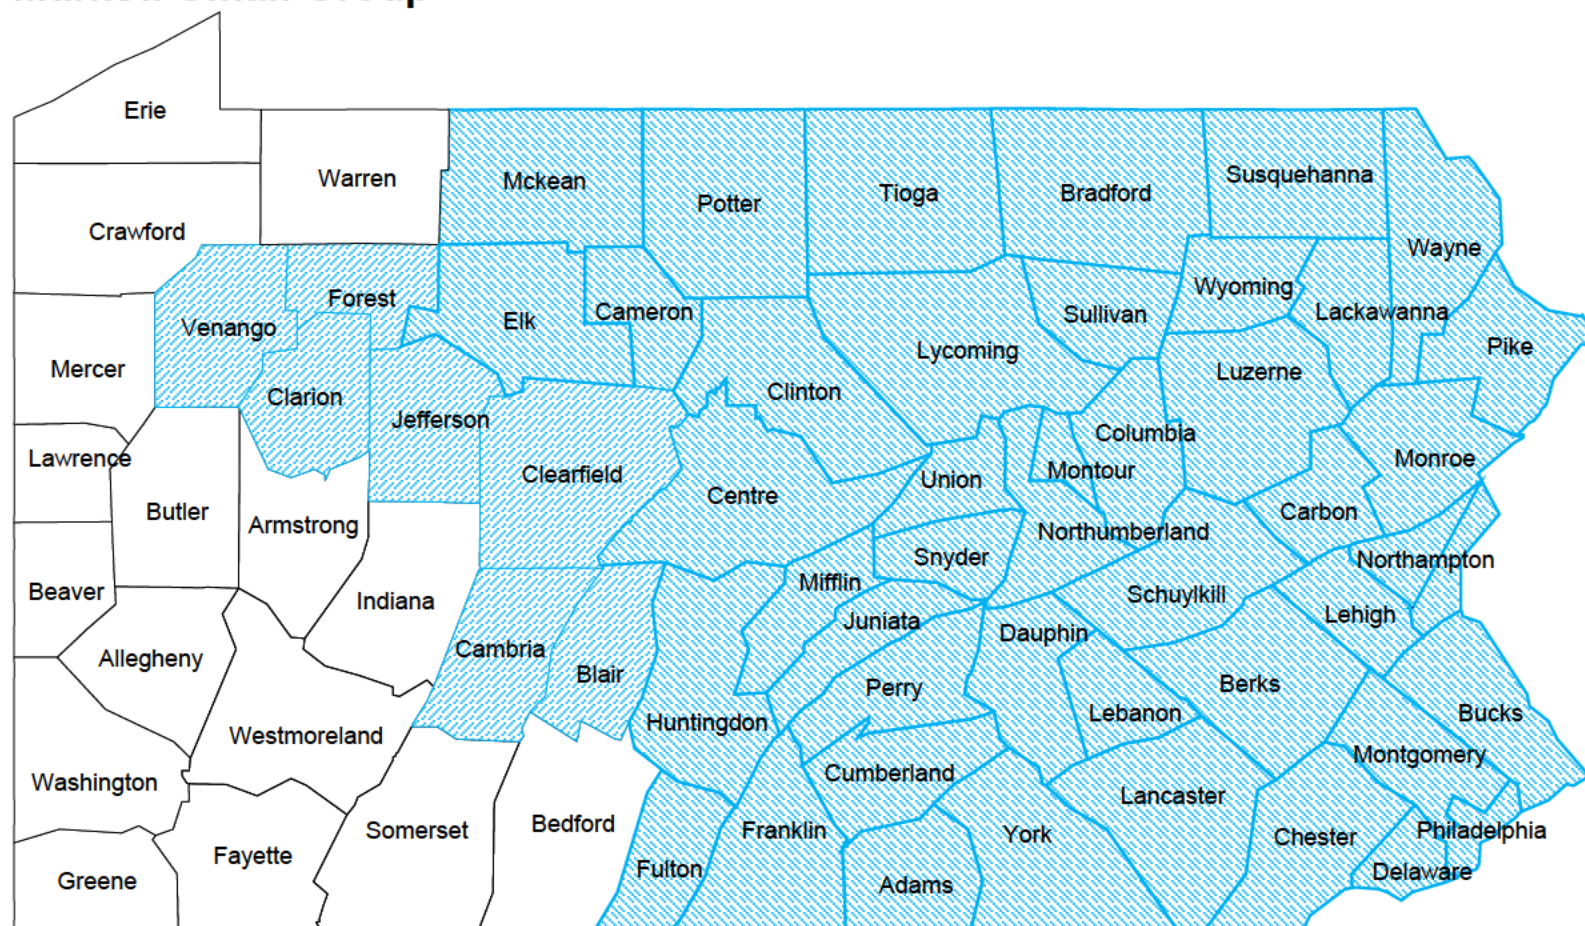 Erie
Warren
Mckean
Potter
Tioga
Bradford
Susquehanna
Crawford
Wayne
Forest
Venango
Elk
Cameron
Sullivan
Wyoming
Lackawanna
Pike
Mercer
Clarion
Jefferson
Lycoming
Clinton
Luzerne
Lawrence
Butler
Armstrong
Clearfield
Centre
Union
Montour
Columbia
Monroe
Carbon
Beaver
Indiana
Mifflin
Snyder
Northumberland
Northampton
Schuylkill
Lehigh
Allegheny
Cambria
Blair
Juniata
Dauphin
Perry
Berks
Westmoreland
Huntingdon
Lebanon
Bucks
Montgomery
Washington
Cumberland
Lancaster
Somerset
Bedford
Franklin
York
Chester
Philadelphia
Fayette
Greene
Fulton
Adams
Delaware